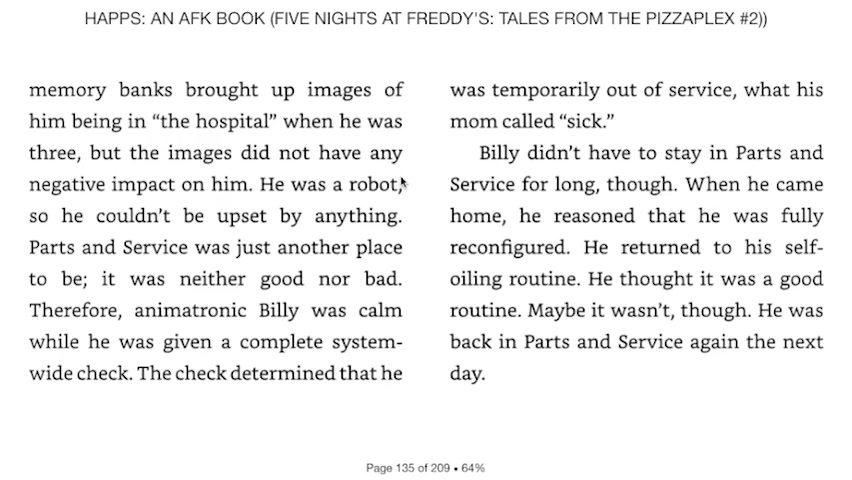 HAPPS: AN AFK BOOK (FIVE NIGHTS AT FREDDY'S: TALES FROM THE PIZZAPLEX #2))
memory banks brought up images of
him being in “the hospital” when he was
three, but the images did not have any
negative impact on him. He was a robot,
so he couldn’t be upset by anything.
Parts and Service was just another place
to be; it was neither good nor bad.
Therefore, animatronic Billy was calm
while he was given a complete system-
wide check. The check determined that he
was temporarily out of service, what his
mom called “sick.”
Billy didn’t have to stay in Parts and
Service for long, though. When he came
home, he reasoned that he was fully
reconfigured. He returned to his self-
oiling routine. He thought it was a good
routine. Maybe it wasn’t, though. He was
back in Parts and Service again the next
day.
Page 135 of 209 • 64%